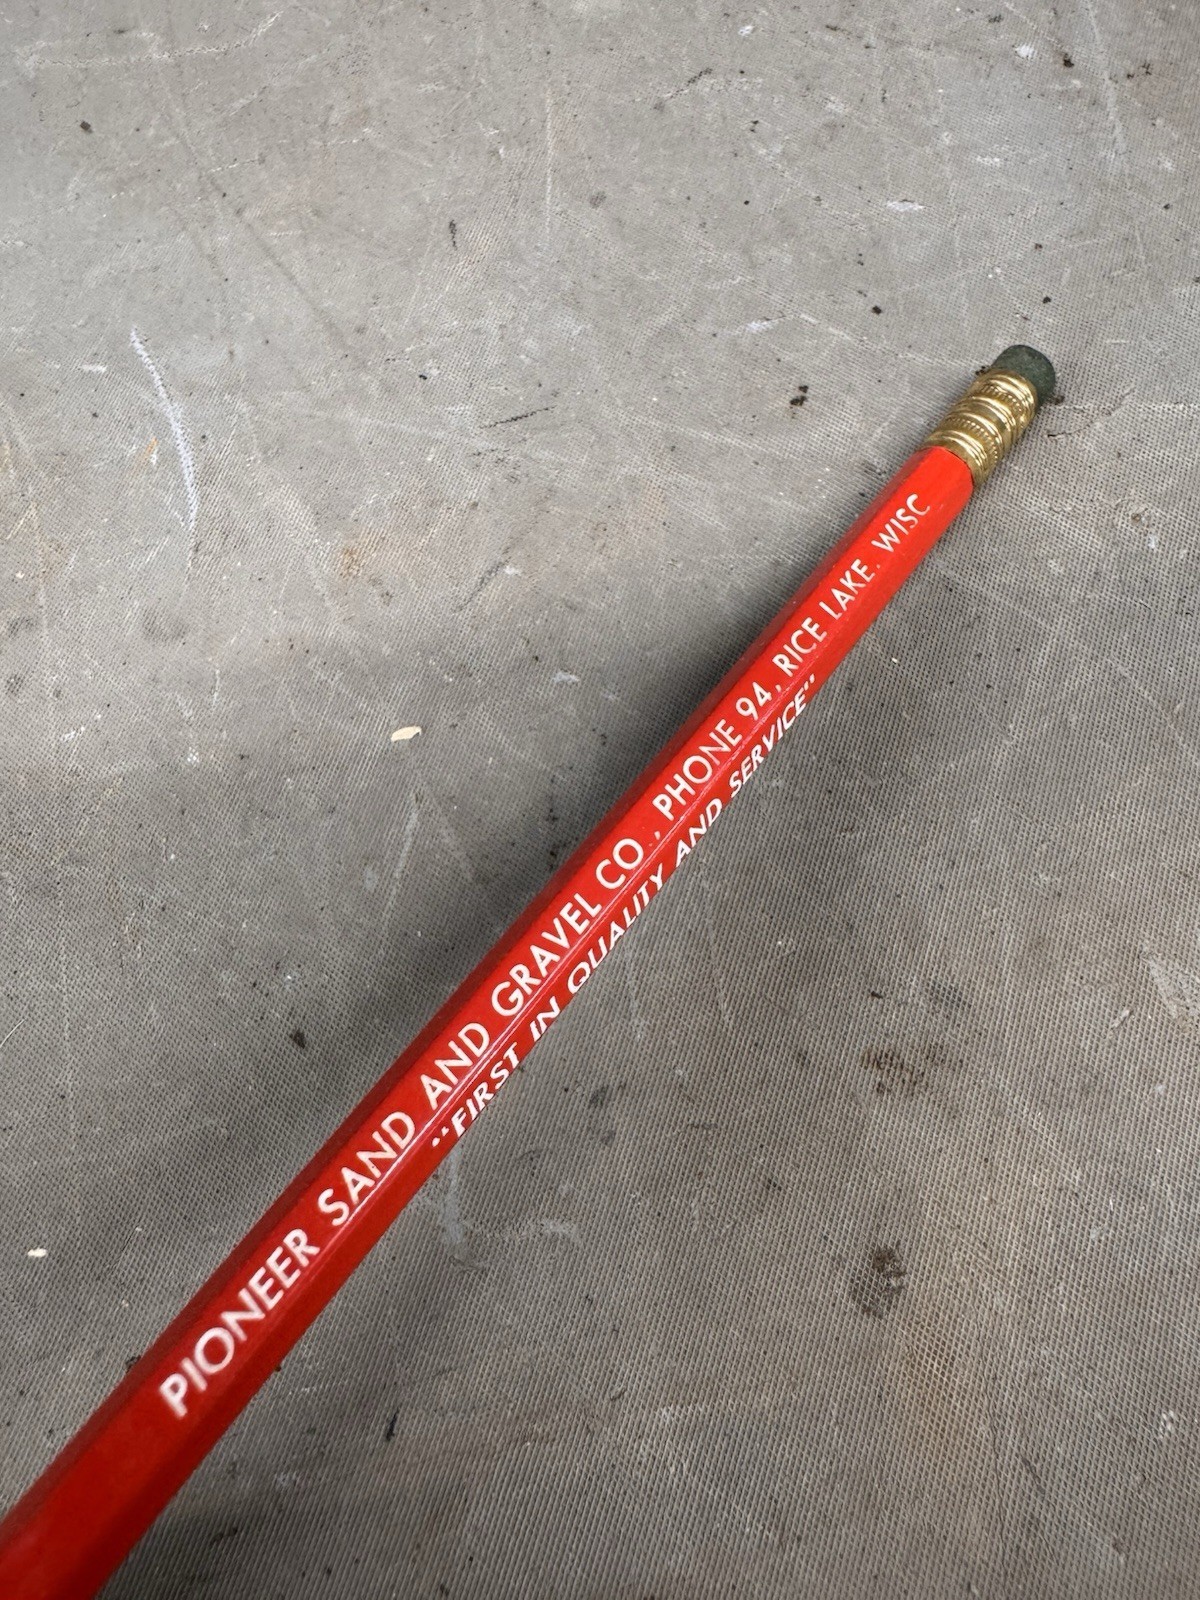 PIONEER SAND AND GRAVEL CO., PHONE 94, RICE LAKE, WISC
"FIRST IN QUALITY AND SERVICE"